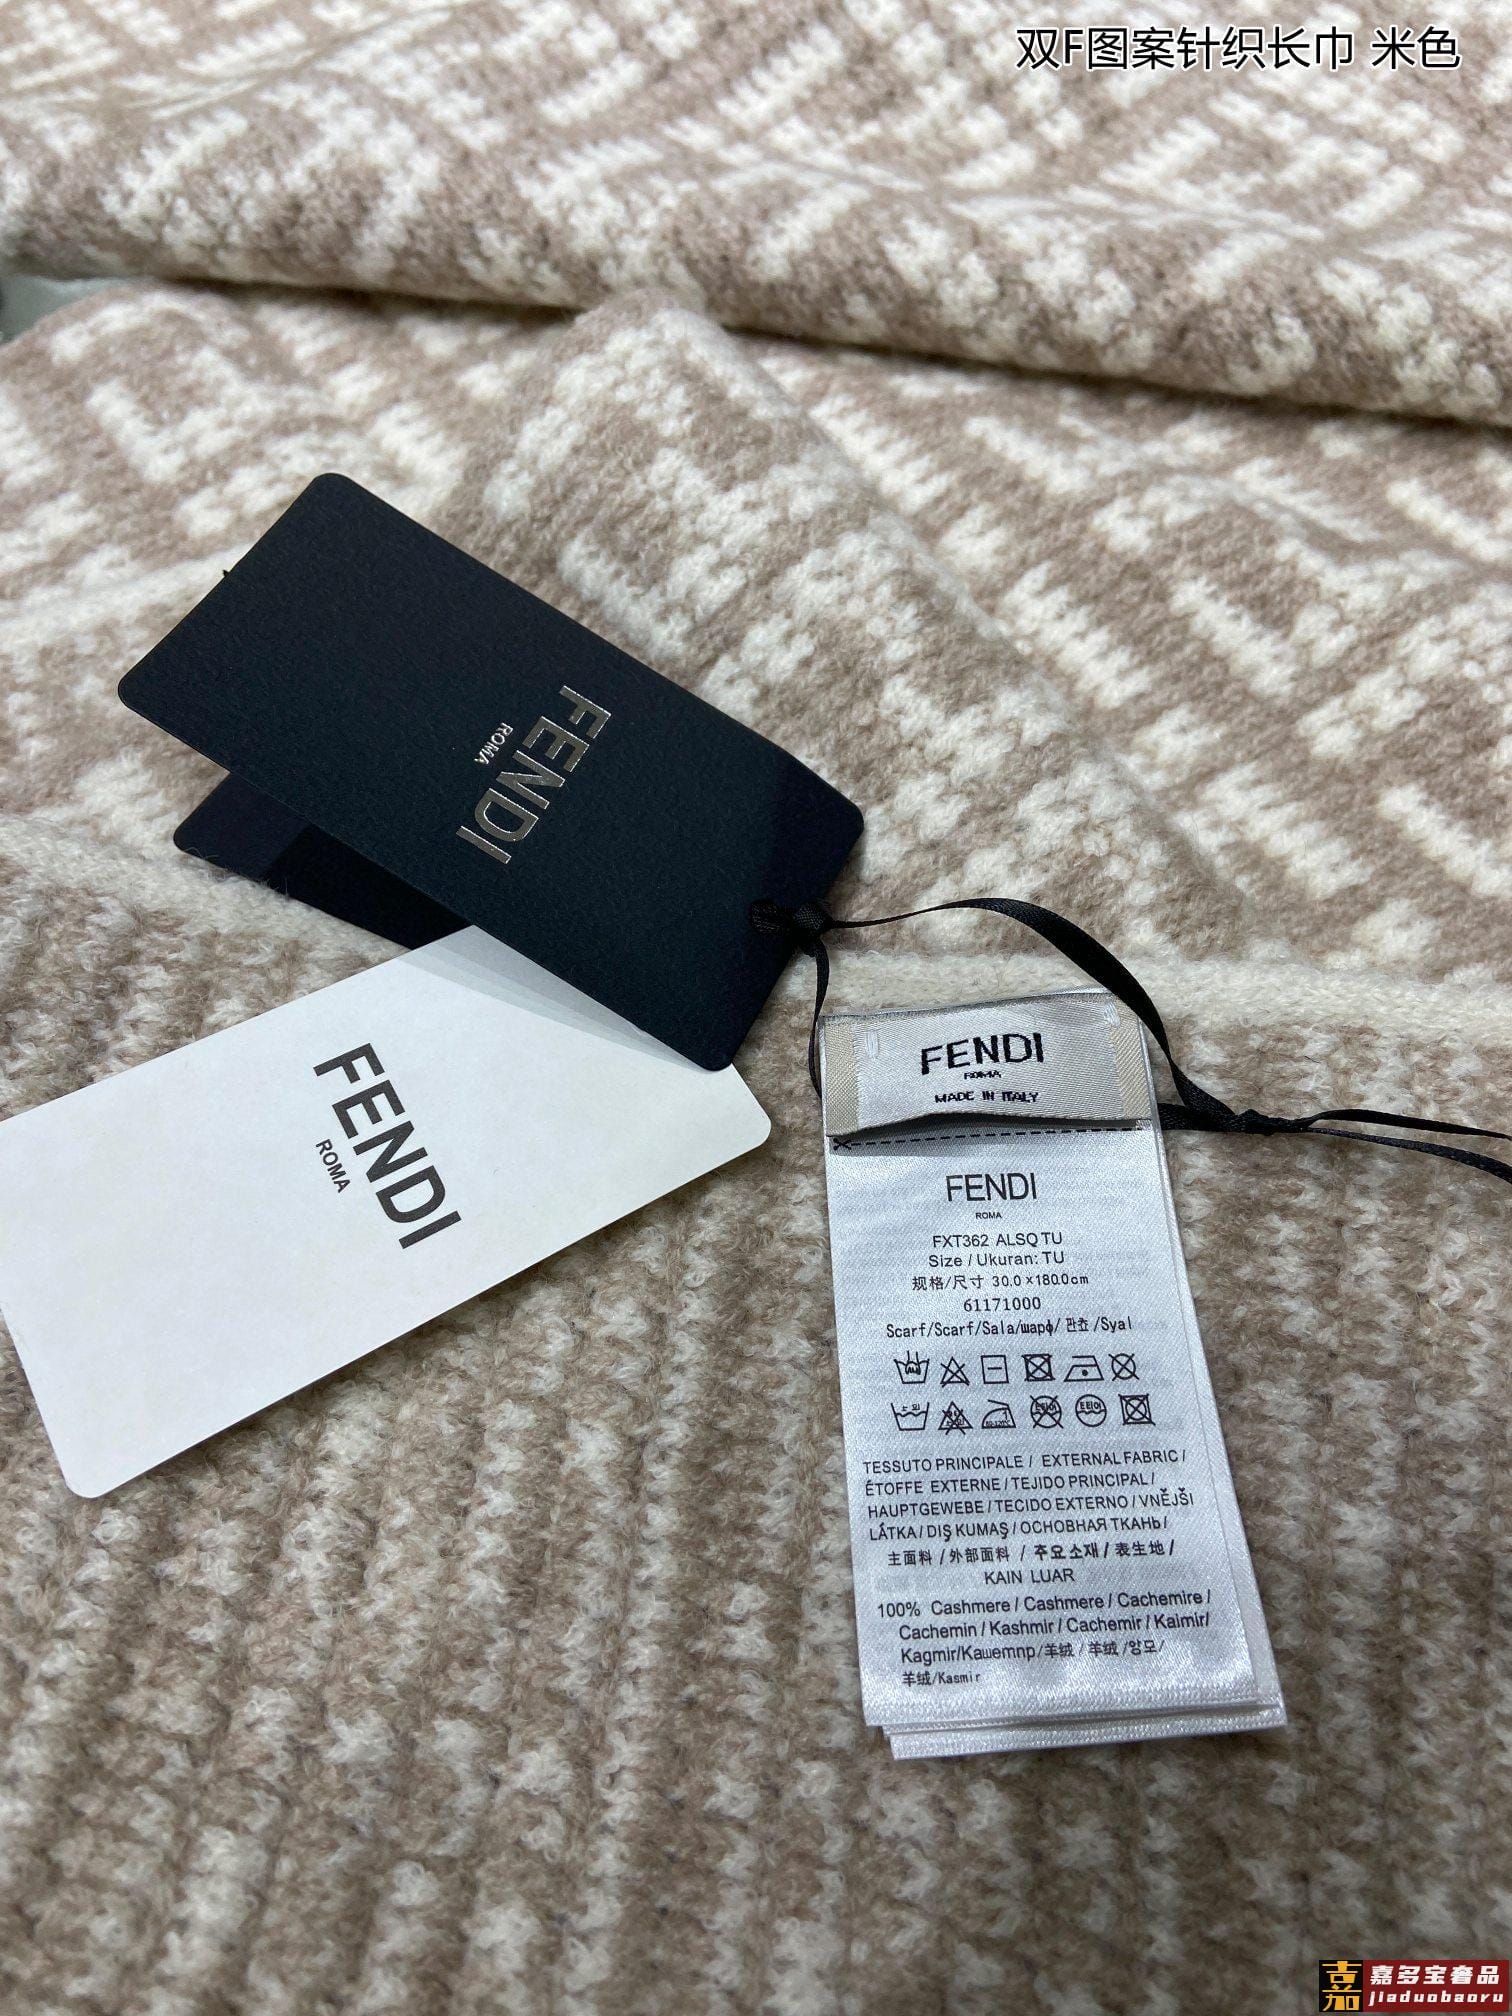 双F图案针织长巾 米色
FENDI
ROMA
FENDI
ROMA
FENDI
ROMA
MADE IN ITALY
FENDI
ROMA
FXT362 ALSQ TU
Size / Ukuran: TU
规格/尺寸 30.0×180.0cm
61171000
Scarf/Scarf/Sala/шарф/판쵸/Syal
TESSUTO PRINCIPALE / EXTERNAL FABRIC /
ÉTOFFE EXTERNE / TEJIDO PRINCIPAL /
HAUPTGEWEBE / TECIDO EXTERNO / VNĚJŠI
LÁTKA / DIŞ KUMAŞ / ОСНОВНАЯ ТКАНЬ /
主面料 / 外部面料 / 주요소재 / 表生地 /
KAIN LUAR
100% Cashmere / Cashmere / Cachemire /
Cachemin / Kashmir / Cachemir / Kaimir/
Kagmir/Кашемпр/羊绒 / 羊绒 /앙모/
羊绒/Kasmir
嘉多宝奢品
jiaduobaoru